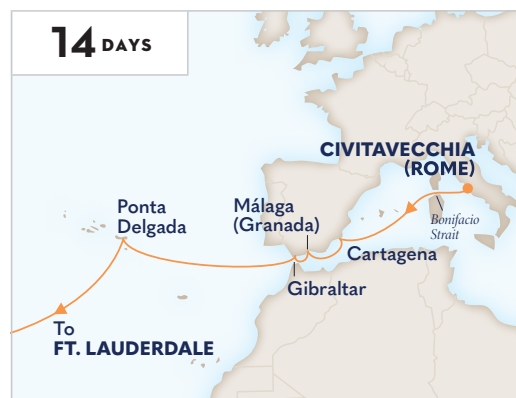 14 DAYS
CIVITAVECCHIA
(ROME)
Bonifacio
Strait
Ponta
Delgada
Málaga
(Granada)
Cartagena
Gibraltar
To
FT. LAUDERDALE